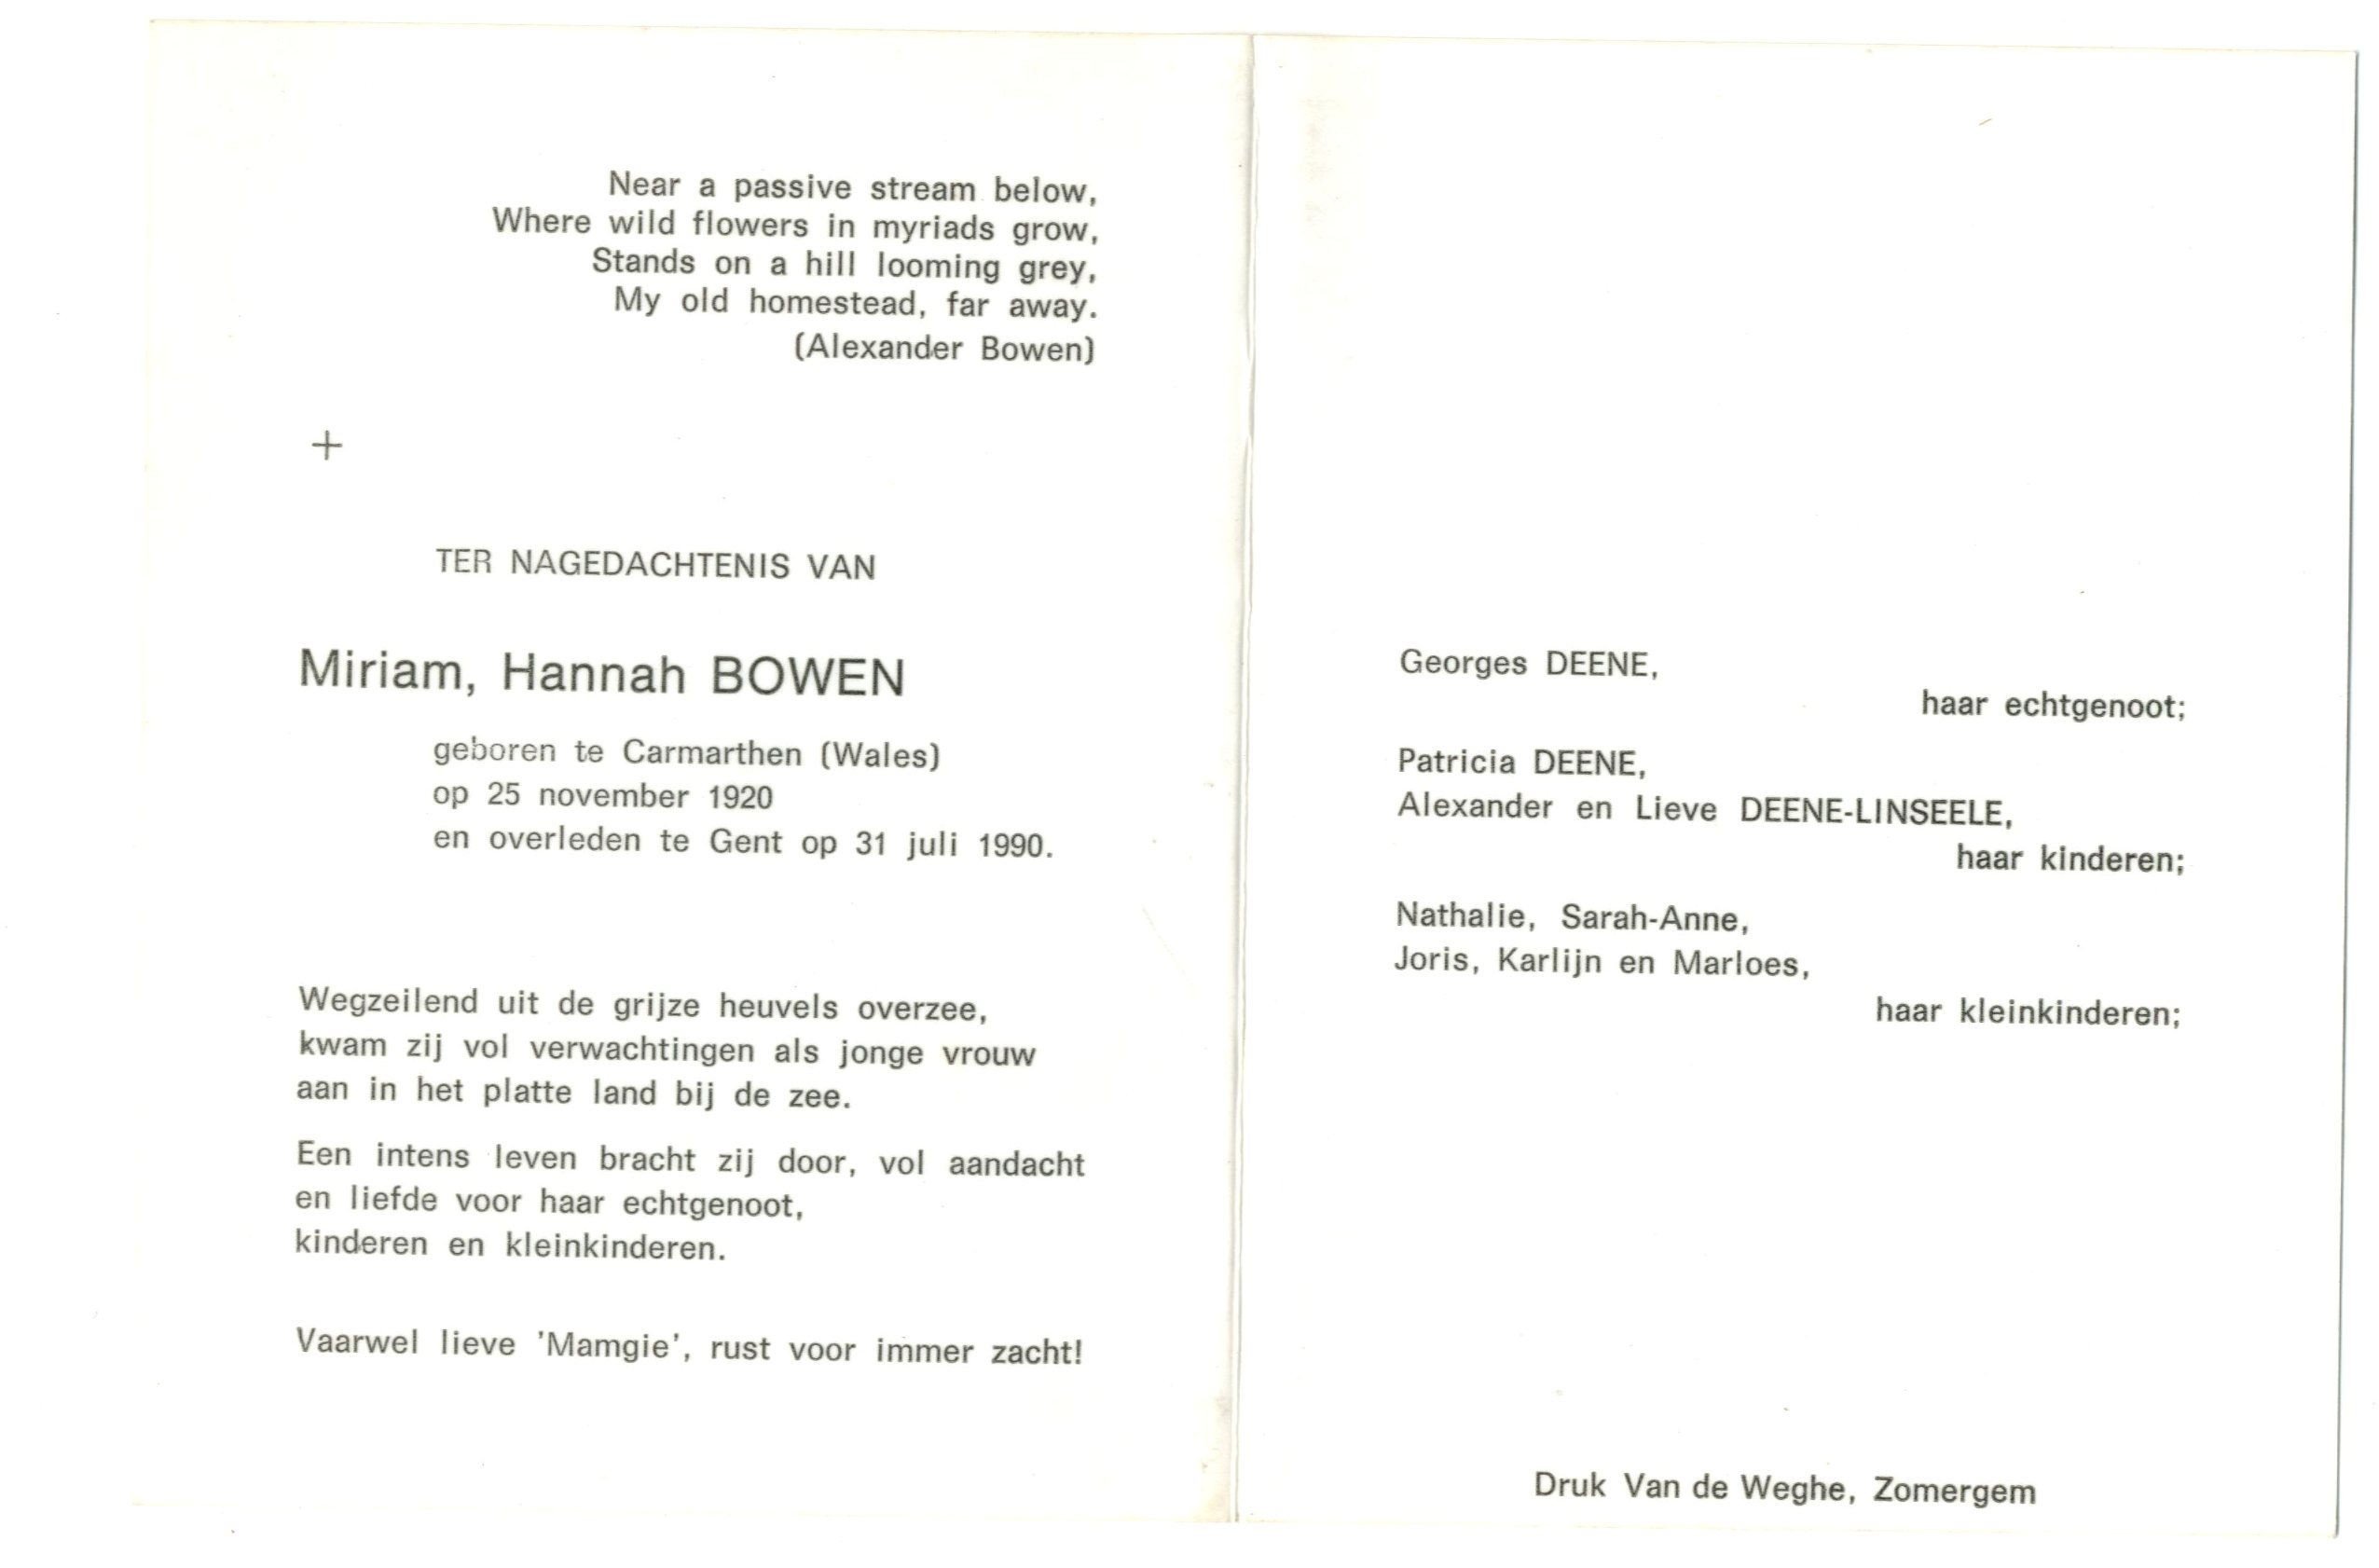 Near a passive stream below,
Where wild flowers in myriads grow,
Stands on a hill looming grey,
My old homestead, far away.
(Alexander Bowen)
+
TER NAGEDACHTENIS VAN
Miriam, Hannah BOWEN
geboren te Carmarthen (Wales)
op 25 november 1920
en overleden te Gent op 31 juli 1990.
Wegzeilend uit de grijze heuvels overzee,
kwam zij vol verwachtingen als jonge vrouw
aan in het platte land bij de zee.
Een intens leven bracht zij door, vol aandacht
en liefde voor haar echtgenoot,
kinderen en kleinkinderen.
Vaarwel lieve 'Mamgie', rust voor immer zacht!
Georges DEENE,
haar echtgenoot;
Patricia DEENE,
Alexander en Lieve DEENE-LINSEELE,
haar kinderen;
Nathalie, Sarah-Anne,
Joris, Karlijn en Marloes,
haar kleinkinderen;
Druk Van de Weghe, Zomergem